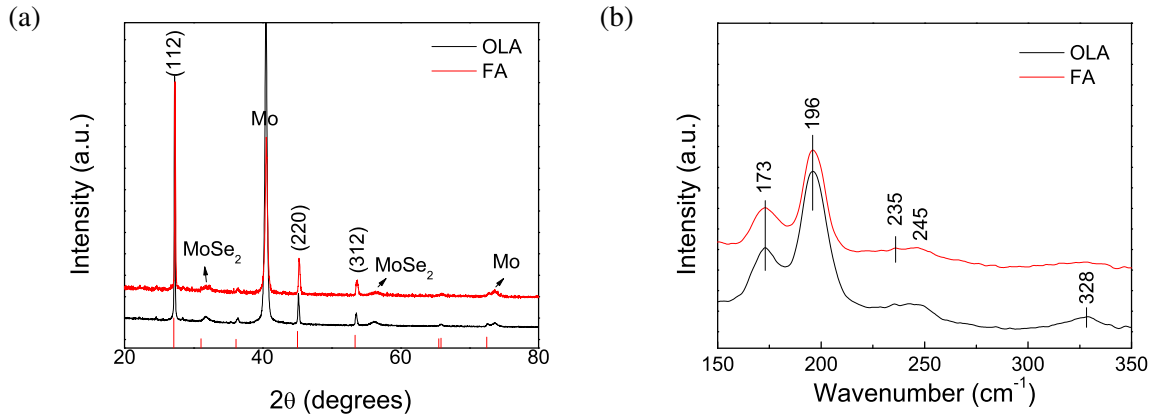 (a)
Intensity (a.u.)
(112)
Mo
OLA
FA
MoSe2
(220)
(312)
MoSe2
Mo
20
40
60
80
2θ (degrees)
(b)
Intensity (a.u.)
OLA
FA
173
196
235
245
328
150
200
250
300
350
Wavenumber (cm-1)